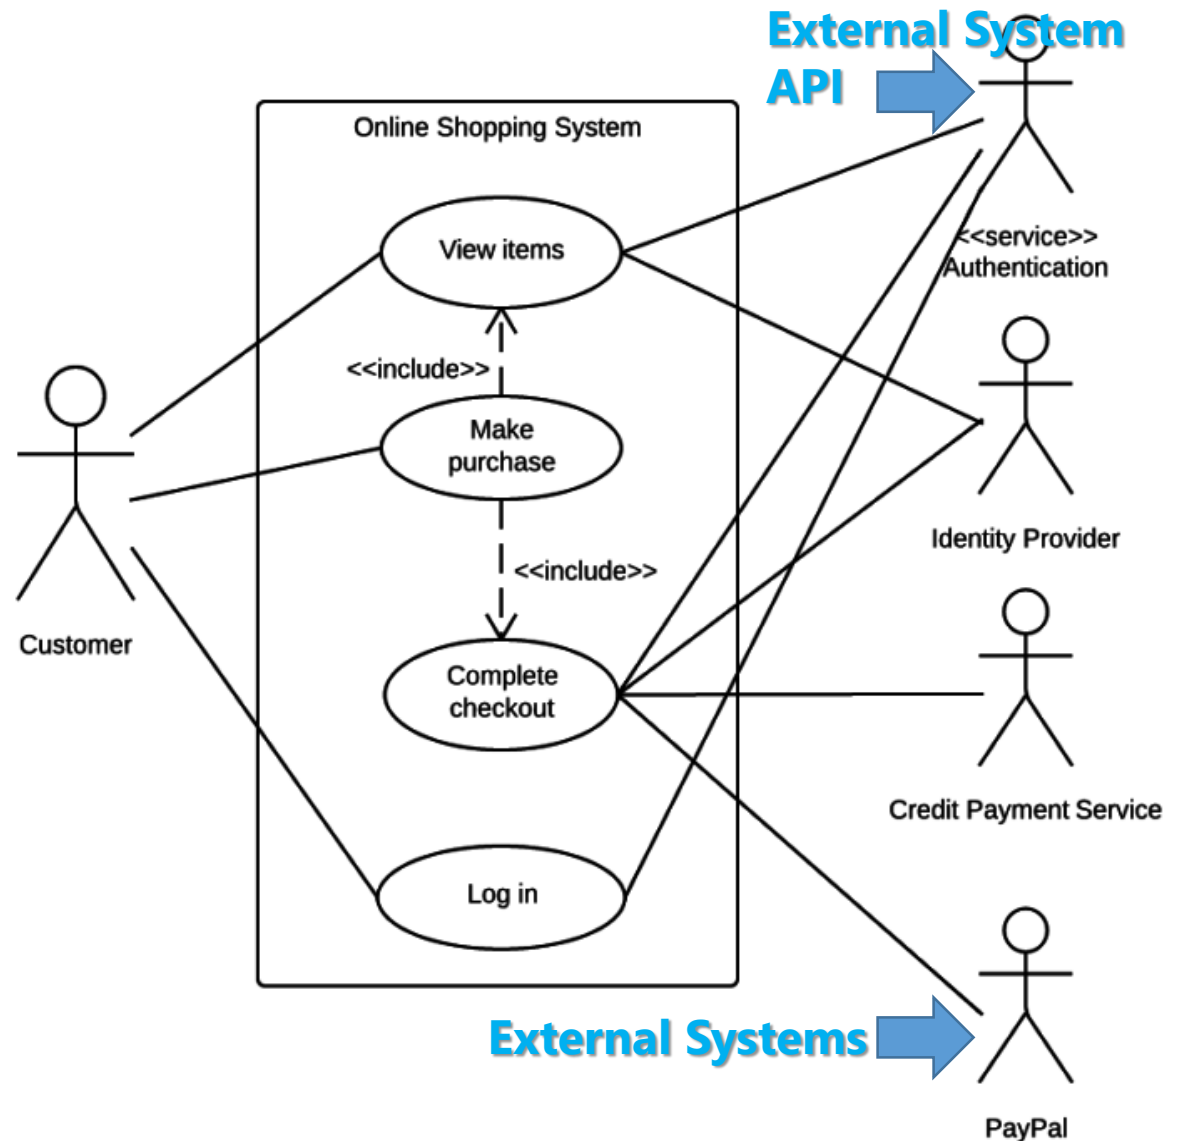 External System
API
Online Shopping System
View items
<<service>>
Authentication
<<include>>
Make
purchase
Identity Provider
<<include>>
Customer
Complete
checkout
Credit Payment Service
Log in
External Systems
PayPal